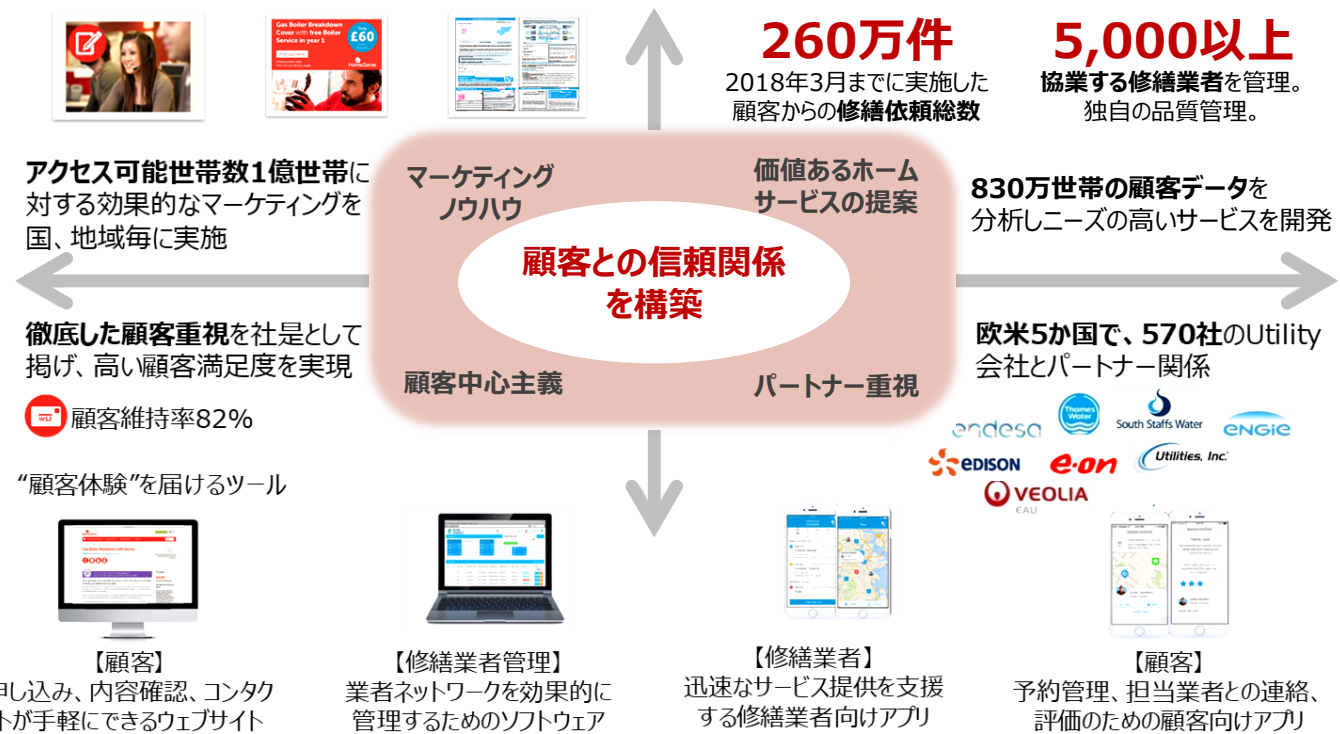 Gas Boiler Breakdown
Cover with free Boiler
Service in year 1
£60
HomeServe
260万件
2018年3月までに実施した
顧客からの修繕依頼総数
5,000以上
協業する修繕業者を管理。
独自の品質管理。
アクセス可能世帯数1億世帯に
対する効果的なマーケティングを
国、地域毎に実施
マーケティング
ノウハウ
価値あるホーム
サービスの提案
830万世帯の顧客データを
分析しニーズの高いサービスを開発
顧客との信頼関係
を構築
徹底した顧客重視を社是として
掲げ、高い顧客満足度を実現
顧客維持率82%
顧客中心主義
パートナー重視
欧米5か国で、570社のUtility
会社とパートナー関係
endesa
Thames
Water
South Staffs Water
ENGIE
EDISON
e·on
Utilities, Inc.
VEOLIA
EAU
“顧客体験”を届けるツール
Gas Boiler Breakdown with Service
【顧客】
し込み、内容確認、コンタク
トが手軽にできるウェブサイト
【修繕業者管理】
業者ネットワークを効果的に
管理するためのソフトウェア
【修繕業者】
迅速なサービス提供を支援
する修繕業者向けアプリ
【顧客】
予約管理、担当業者との連絡、
評価のための顧客向けアプリ